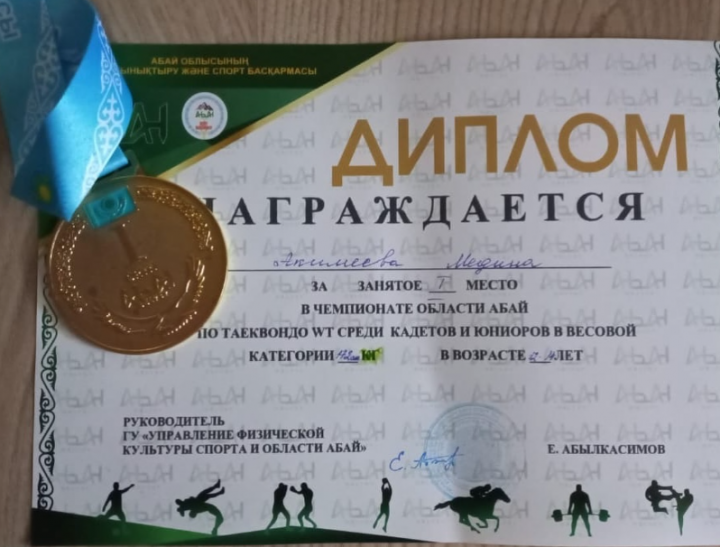 АБАЙ ОБЛЫСЫНЫҢ
ШЫНЫҚТЫРУ ЖӘНЕ СПОРТ БАСҚАРМАСЫ
ДИПЛОМ
НАГРАЖДАЕТСЯ
Медина
ЗА ЗАНЯТОЕ I МЕСТО
В ЧЕМПИОНАТЕ ОБЛАСТИ АБАЙ
ПО ТАЕКВОНДО WT СРЕДИ КАДЕТОВ И ЮНИОРОВ В ВЕСОВОЙ
КАТЕГОРИИ КГ В ВОЗРАСТЕ ЛЕТ
РУКОВОДИТЕЛЬ
ГУ «УПРАВЛЕНИЕ ФИЗИЧЕСКОЙ
КУЛЬТУРЫ СПОРТА И ОБЛАСТИ АБАЙ»
Е. АБЫЛКАСИМОВ